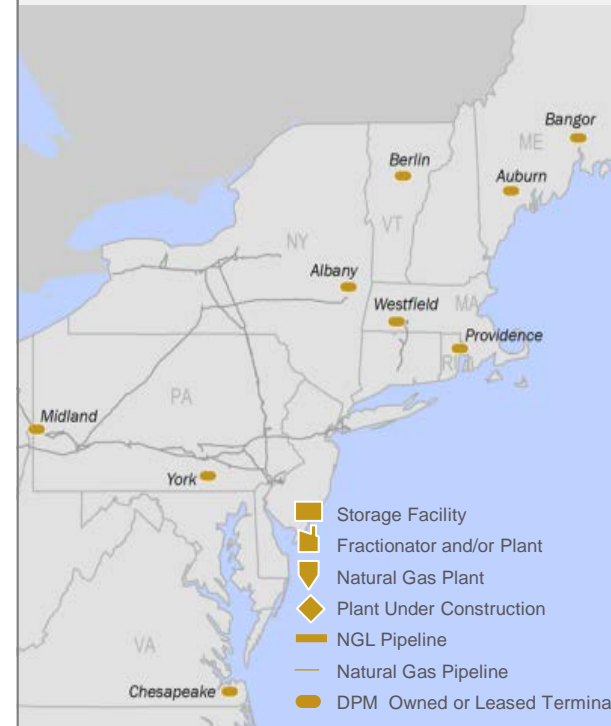 Bangor
ME
Berlin
Auburn
VT
NY
Albany
Westfield
MA
Providence
RI
PA
Midland
York
Storage Facility
Fractionator and/or Plant
Natural Gas Plant
Plant Under Construction
NGL Pipeline
Natural Gas Pipeline
VA
Chesapeake
DPM Owned or Leased Termina